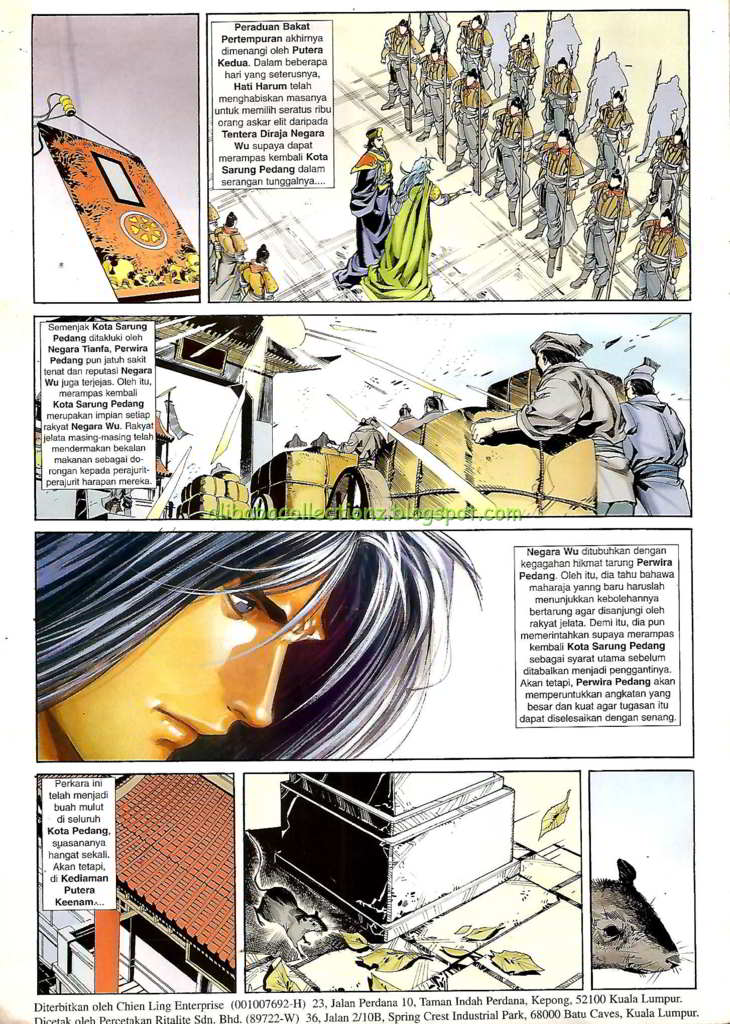 Peraduan Bakat
Pertempuran akhirnya
dimenangi oleh Putera
Kedua. Dalam beberapa
hari yang seterusnya,
Hati Harum telah
menghabiskan masanya
untuk memilih seratus ribu
orang askar elit daripada
Tentera Diraja Negara
Wu supaya dapat
merampas kembali Kota
Sarung Pedang dalam
serangan tunggalnya....
Semenjak Kota Sarung
Pedang ditakluki oleh
Negara Tianfa, Perwira
Pedang pun jatuh sakit
tenat dan reputasi Negara
Wu juga terjejas. Oleh itu,
merampas kembali
Kota Sarung Pedang
merupakan impian setiap
rakyat Negara Wu. Rakyat
jelata masing-masing telah
mendermakan bekalan
makanan sebagai do-
rongan kepada perajurit-
perajurit harapan mereka.
alibabacollectionz.blogspot.com
Negara Wu ditubuhkan dengan
kegagahan hikmat tarung Perwira
Pedang. Oleh itu, dia tahu bahawa
maharaja yanng baru haruslah
menunjukkan kebolehannya
bertarung agar disanjungi oleh
rakyat jelata. Demi itu, dia pun
memerintahkan supaya merampas
kembali Kota Sarung Pedang
sebagai syarat utama sebelum
ditabalkan menjadi penggantinya.
Akan tetapi, Perwira Pedang akan
memperuntukkan angkatan yang
besar dan kuat agar tugasan itu
dapat diselesaikan dengan senang.
Perkara ini
telah menjadi
buah mulut
di seluruh
Kota Pedang,
suasananya
hangat sekali.
Akan tetapi,
di Kediaman
Putera
Keenam...
Diterbitkan oleh Chien Ling Enterprise (001007692-H) 23, Jalan Perdana 10, Taman Indah Perdana, Kepong, 52100 Kuala Lumpur.
Dicetak oleh Percetakan Ritalite Sdn. Bhd. (89722-W) 36, Jalan 2/10B, Spring Crest Industrial Park, 68000 Batu Caves, Kuala Lumpur.